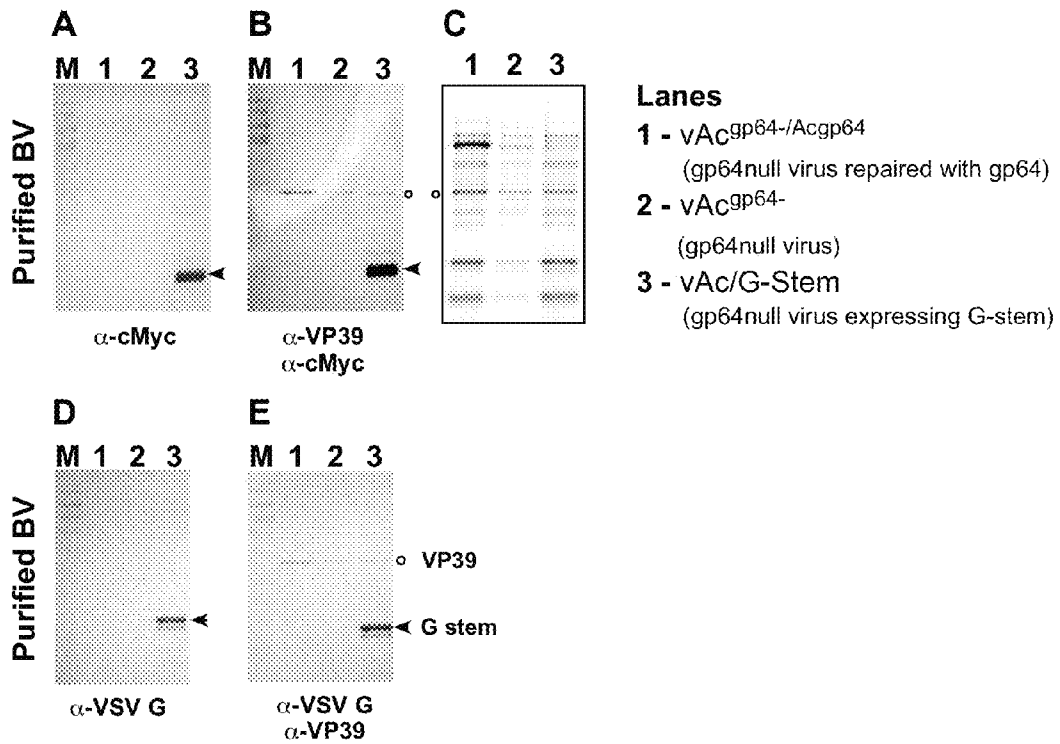 A
B
C
M 1 2 3
M 1 2 3
1 2 3
Purified BV
α-cMyc
α-VP39
α-cMyc
Lanes
1 - vAcgp64-/Acgp64
(gp64null virus repaired with gp64)
2 - vAcgp64-
(gp64null virus)
3 - vAc/G-Stem
(gp64null virus expressing G-stem)
D
E
M 1 2 3
M 1 2 3
Purified BV
VP39
G stem
α-VSV G
α-VSV G
α-VP39